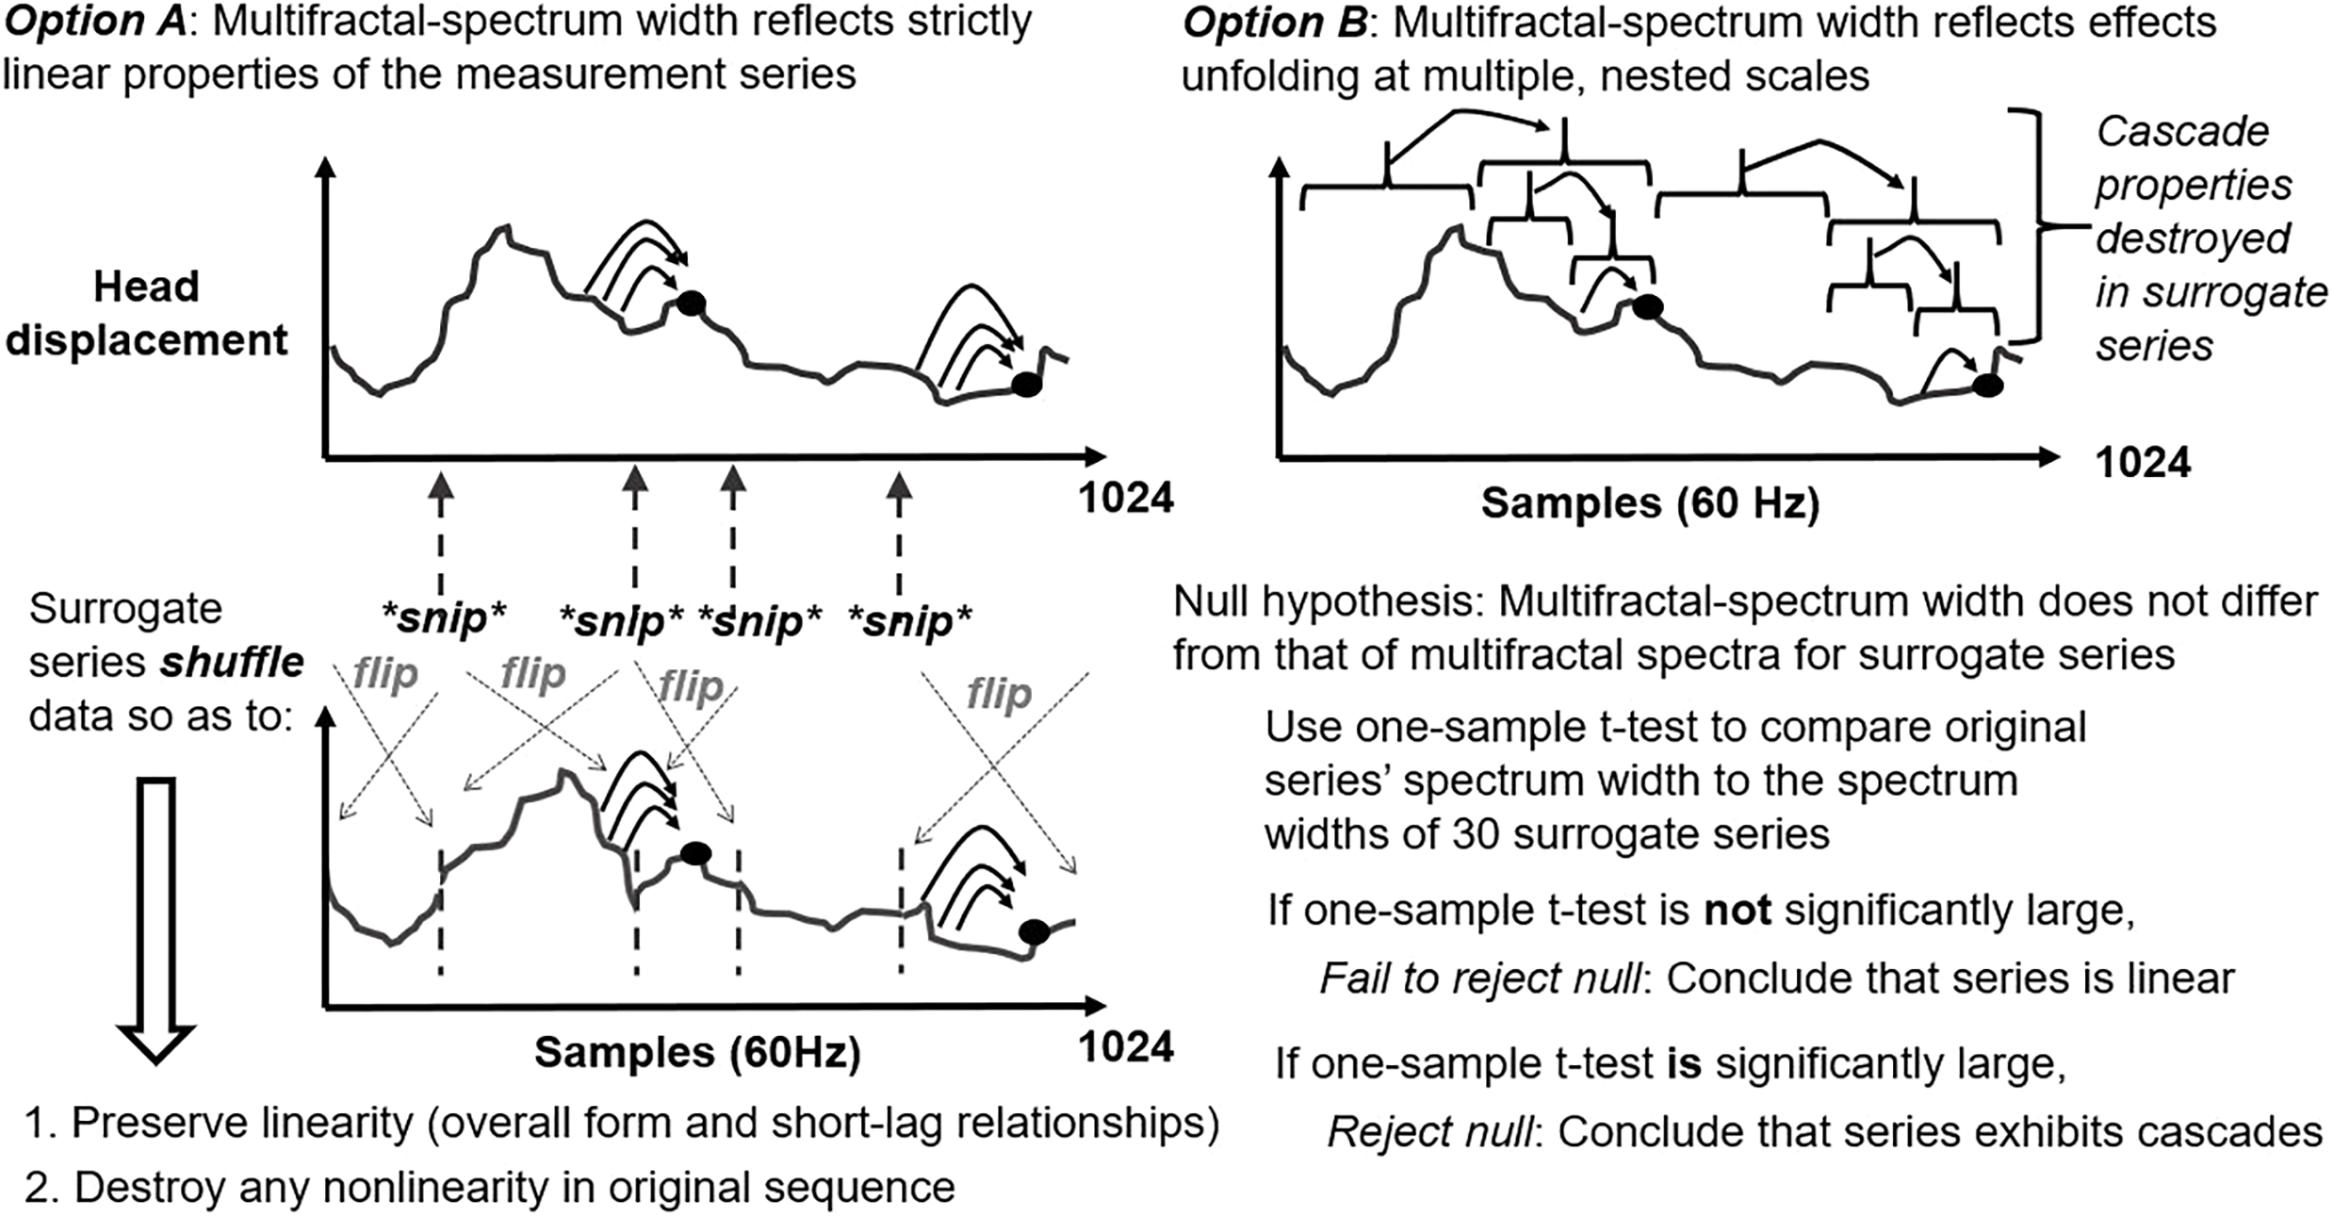 Option A: Multifractal-spectrum width reflects strictly
linear properties of the measurement series
Head
displacement
1024
Surrogate
series shuffle
data so as to:
*snip* *snip* *snip* *snip*
flip flip flip flip
Samples (60Hz)
1024
1. Preserve linearity (overall form and short-lag relationships)
2. Destroy any nonlinearity in original sequence
Option B: Multifractal-spectrum width reflects effects
unfolding at multiple, nested scales
Cascade
properties
destroyed
in surrogate
series
1024
Samples (60 Hz)
Null hypothesis: Multifractal-spectrum width does not differ
from that of multifractal spectra for surrogate series
Use one-sample t-test to compare original
series’ spectrum width to the spectrum
widths of 30 surrogate series
If one-sample t-test is not significantly large,
Fail to reject null: Conclude that series is linear
If one-sample t-test is significantly large,
Reject null: Conclude that series exhibits cascades